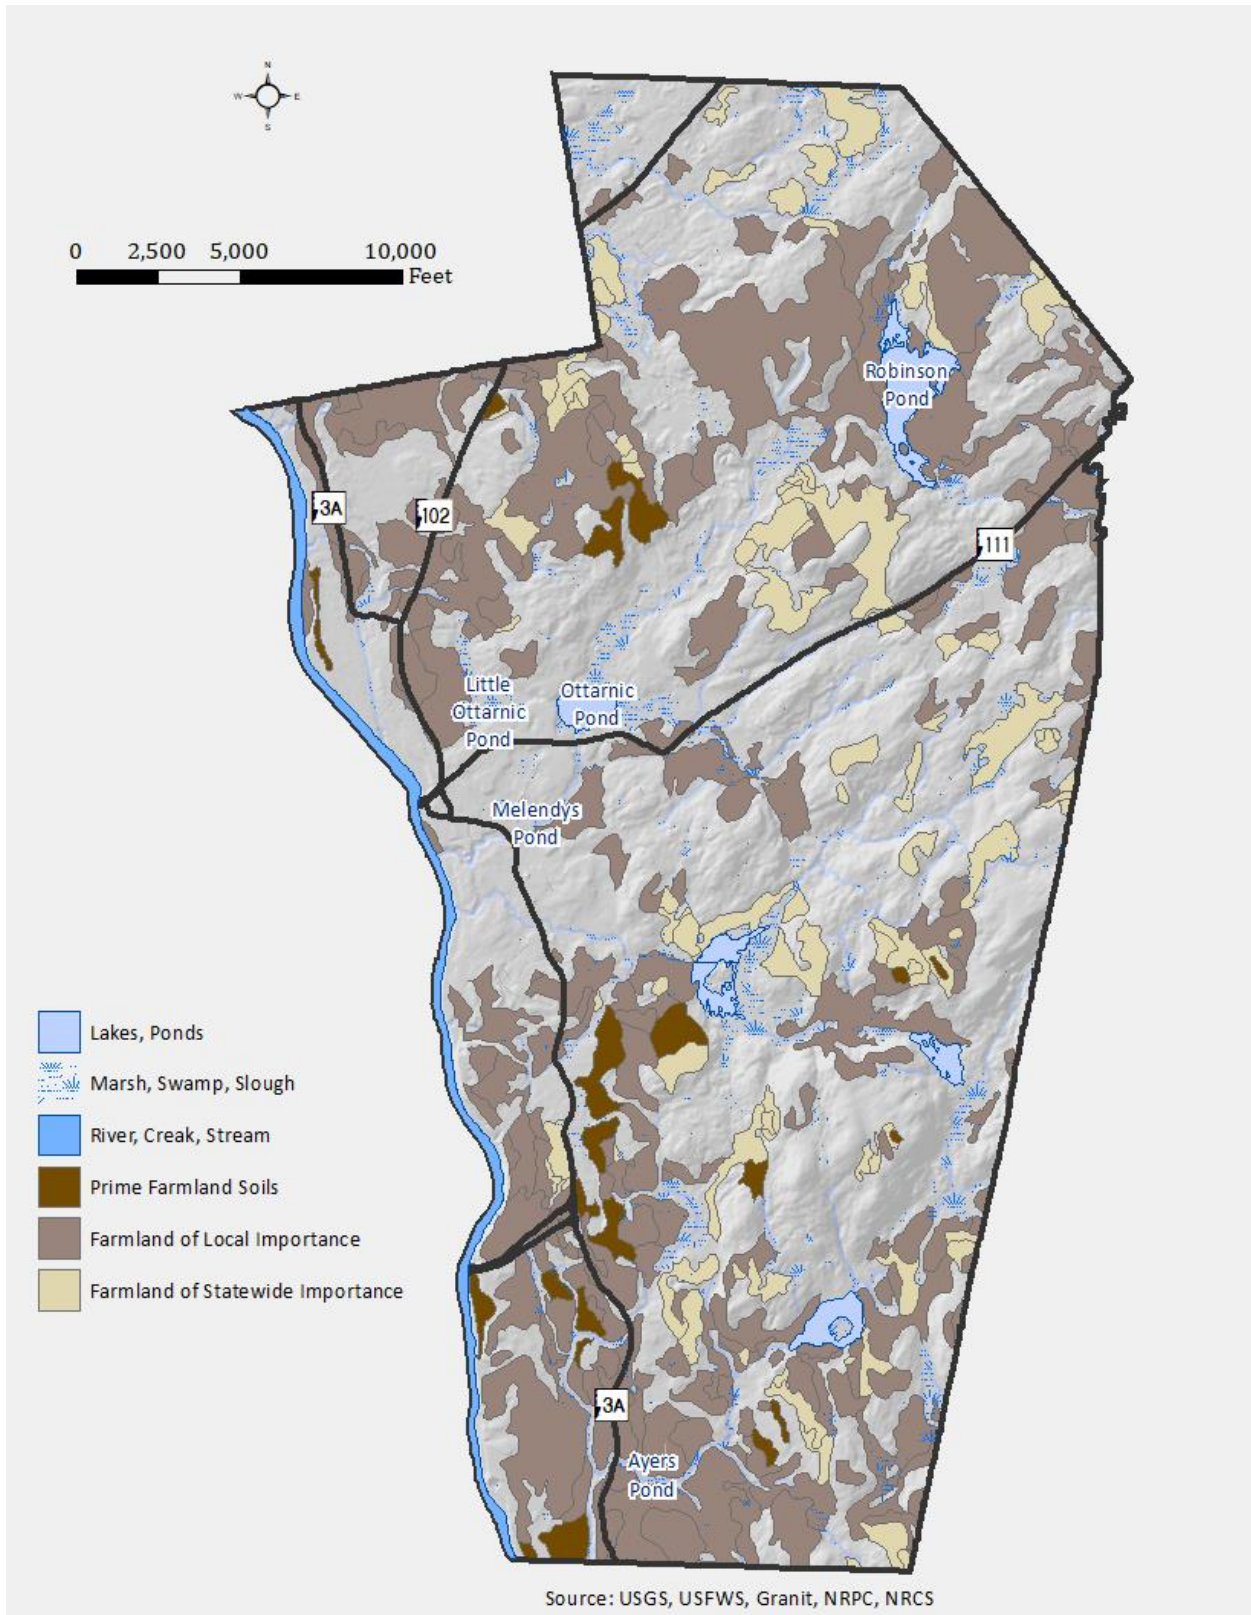 N
W E
S
0 2,500 5,000 10,000
Feet
Robinson
Pond
3A
102
111
Little
Ottarnic
Pond
Ottarnic
Pond
Melendys
Pond
Lakes, Ponds
Marsh, Swamp, Slough
River, Creak, Stream
Prime Farmland Soils
Farmland of Local Importance
Farmland of Statewide Importance
3A
Ayers
Pond
Source: USGS, USFWS, Granit, NRPC, NRCS